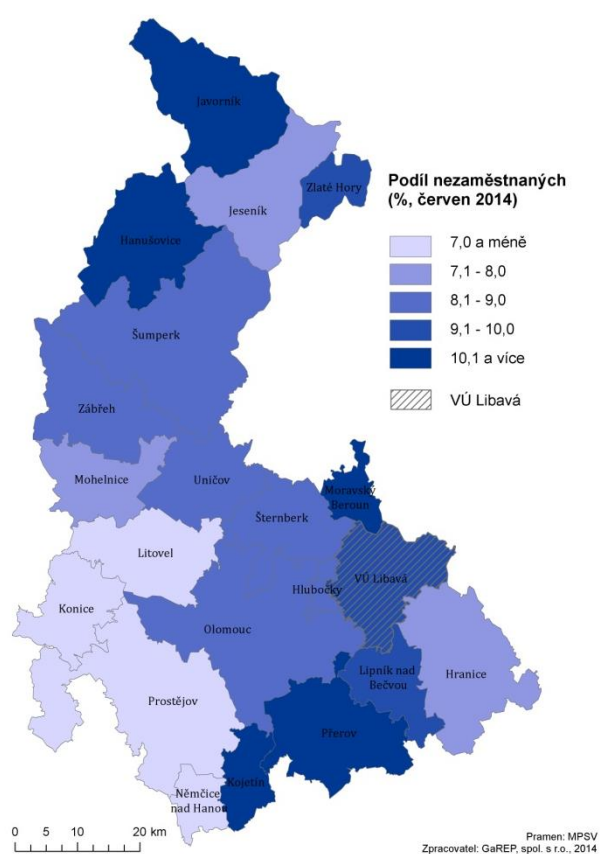 Javorník
Zlaté Hory
Jeseník
Hanušovice
Podíl nezaměstnaných
(%, červen 2014)
7,0 a méně
7,1 - 8,0
8,1 - 9,0
9,1 - 10,0
10,1 a více
VÚ Libavá
Šumperk
Zábřeh
Mohelnice
Uničov
Moravský
Beroun
Šternberk
Litovel
VÚ Libavá
Hlubočky
Konice
Olomouc
Lipník nad
Bečvou
Hranice
Prostějov
Přerov
Kojetín
Němčice
nad Hanou
0 5 10 20 km
Pramen: MPSV
Zpracovatel: GaREP, spol. s r.o., 2014